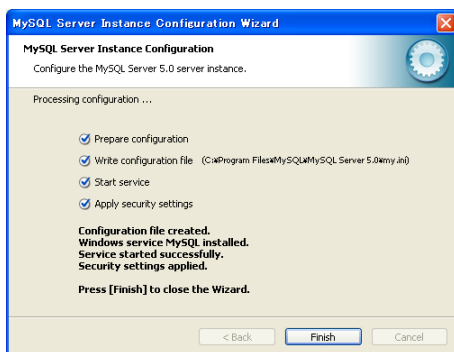 MySQL Server Instance Configuration Wizard
MySQL Server Instance Configuration
Configure the MySQL Server 5.0 server instance.
Processing configuration ...
Prepare configuration
Write configuration file (C:¥Program Files¥MySQL¥MySQL Server 5.0¥my.ini)
Start service
Apply security settings
Configuration file created.
Windows service MySQL installed.
Service started successfully.
Security settings applied.
Press [Finish] to close the Wizard.
< Back Finish Cancel